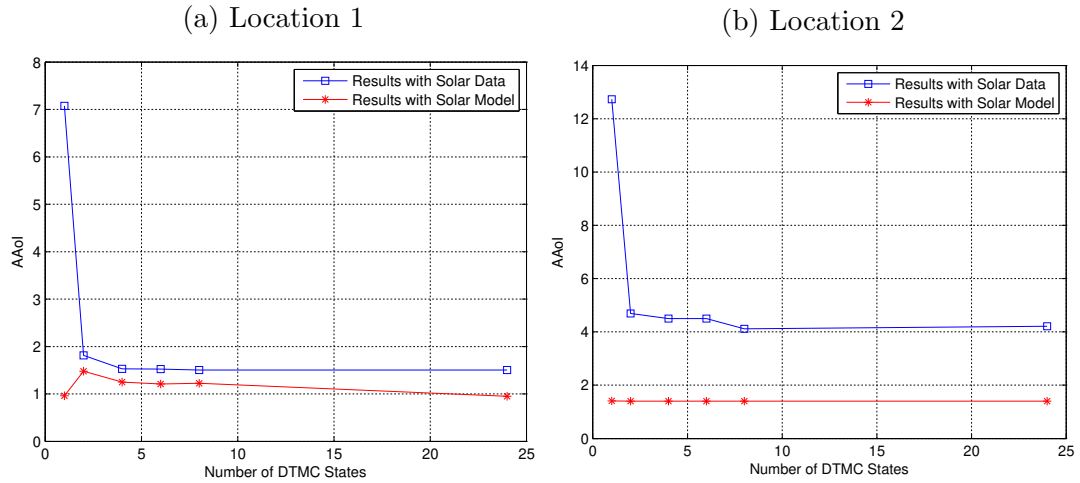 (a) Location 1
8
7
6
5
4
3
2
1
0
AAoI
0
5
10
15
20
25
Number of DTMC States
Results with Solar Data
Results with Solar Model
(b) Location 2
14
12
10
8
6
4
2
0
AAoI
0
5
10
15
20
25
Number of DTMC States
Results with Solar Data
Results with Solar Model